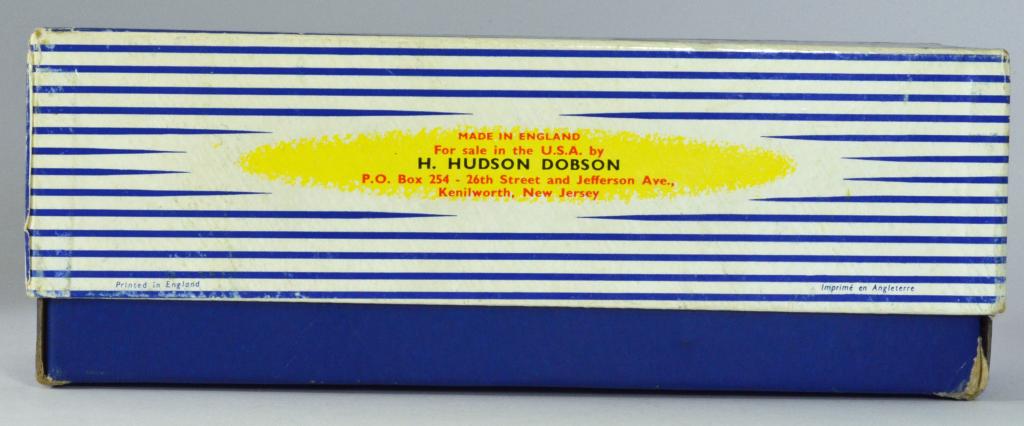 MADE IN ENGLAND
For sale in the U.S.A. by
H. HUDSON DOBSON
P.O. Box 254 - 26th Street and Jefferson Ave.,
Kenilworth, New Jersey
Printed in England
Imprimé en Angleterre